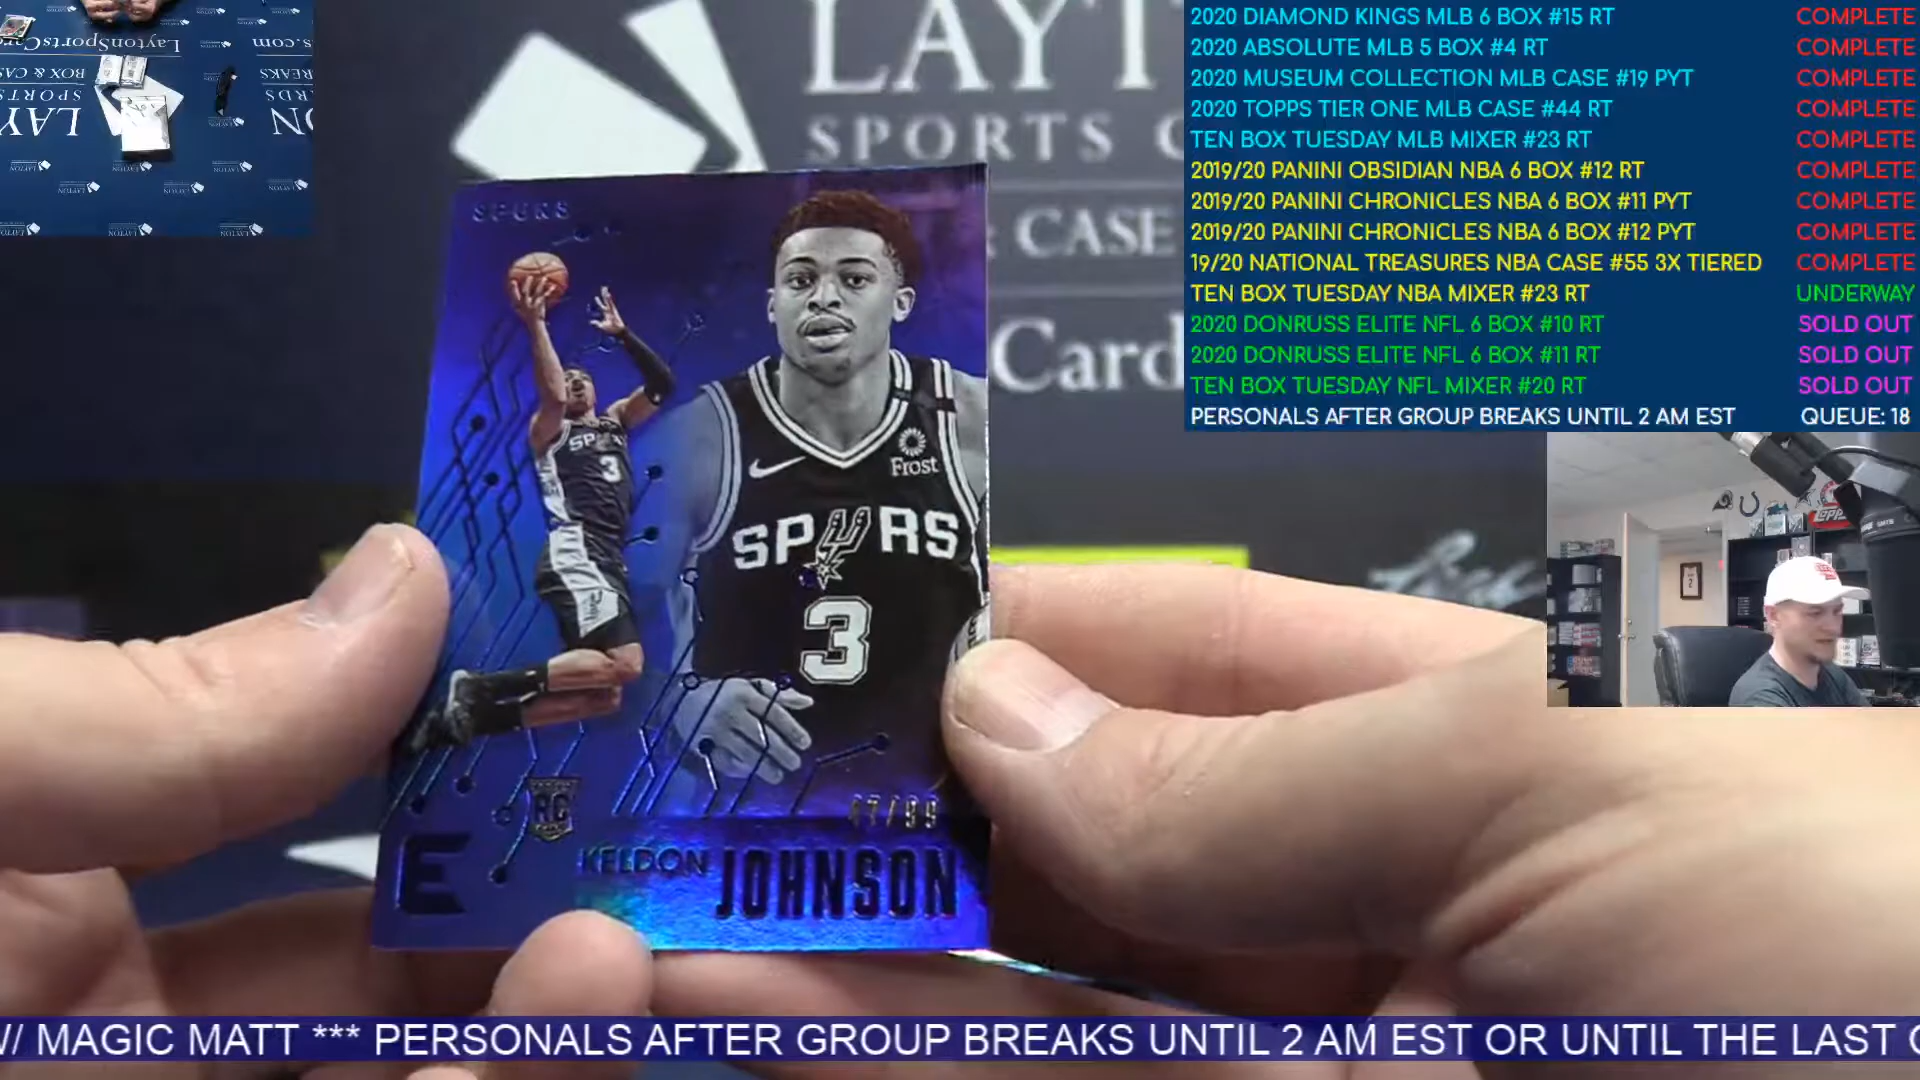 LaytonSportsCar
BOX & CAS
SPORTS
LAY
LAYT
SPORTS C
CASE
Card
SPURS
SPURS
3
Frost
SPURS
3
RC
47/99
E
KELDON JOHNSON
2020 DIAMOND KINGS MLB 6 BOX #15 RT COMPLETE
2020 ABSOLUTE MLB 5 BOX #4 RT COMPLETE
2020 MUSEUM COLLECTION MLB CASE #19 PYT COMPLETE
2020 TOPPS TIER ONE MLB CASE #44 RT COMPLETE
TEN BOX TUESDAY MLB MIXER #23 RT COMPLETE
2019/20 PANINI OBSIDIAN NBA 6 BOX #12 RT COMPLETE
2019/20 PANINI CHRONICLES NBA 6 BOX #11 PYT COMPLETE
2019/20 PANINI CHRONICLES NBA 6 BOX #12 PYT COMPLETE
19/20 NATIONAL TREASURES NBA CASE #55 3X TIERED COMPLETE
TEN BOX TUESDAY NBA MIXER #23 RT UNDERWAY
2020 DONRUSS ELITE NFL 6 BOX #10 RT SOLD OUT
2020 DONRUSS ELITE NFL 6 BOX #11 RT SOLD OUT
TEN BOX TUESDAY NFL MIXER #20 RT SOLD OUT
PERSONALS AFTER GROUP BREAKS UNTIL 2 AM EST QUEUE: 18
W/ MAGIC MATT *** PERSONALS AFTER GROUP BREAKS UNTIL 2 AM EST OR UNTIL THE LAST